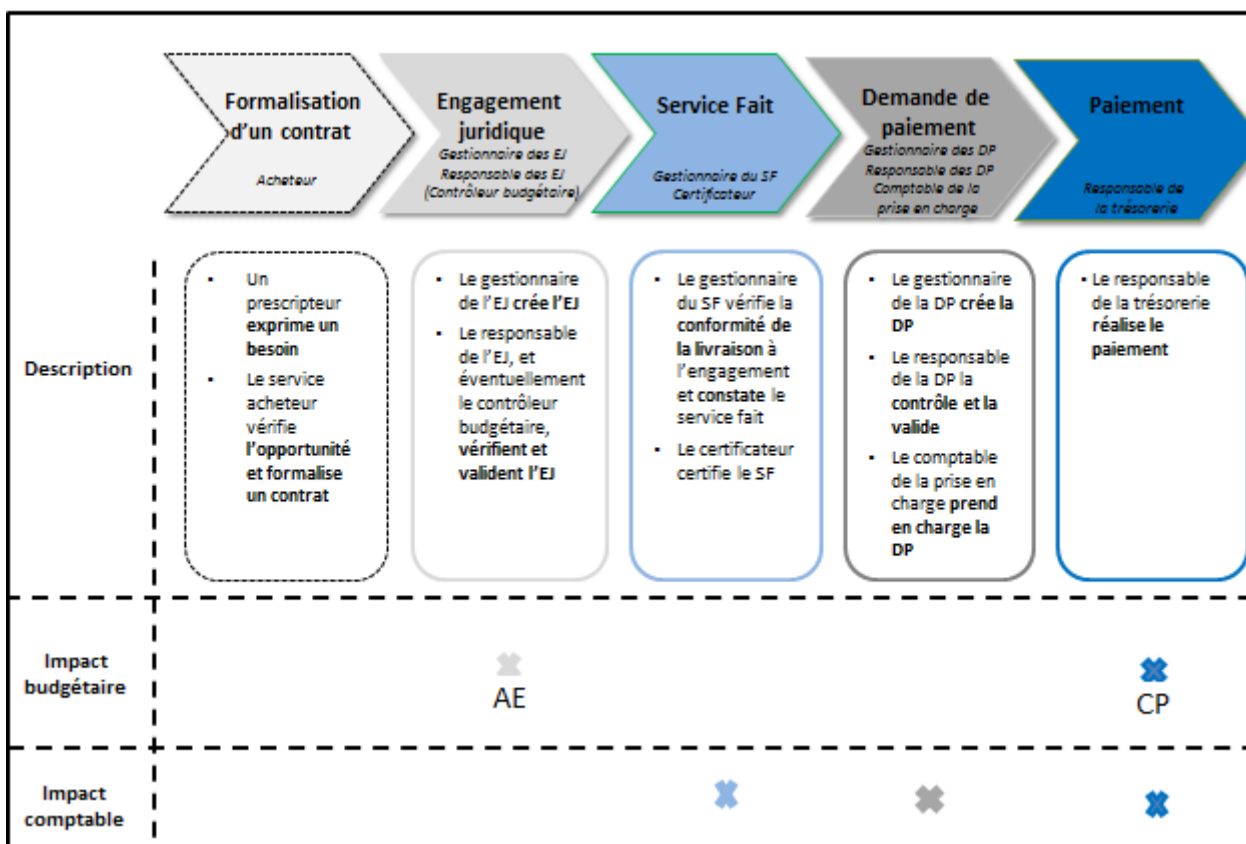 Formalisation
d'un contrat
Acheteur
Engagement
juridique
Gestionnaire des EJ
Responsable des EJ
(Contrôleur budgétaire)
Service Fait
Gestionnaire du SF
Certificateur
Demande de
paiement
Gestionnaire des DP
Responsable des DP
Comptable de la
prise en charge
Paiement
Responsable de
la trésorerie
Description
▪ Un
prescripteur
exprime un
besoin
▪ Le service
acheteur
vérifie
l'opportunité
et formalise
un contrat
▪ Le gestionnaire
de l'EJ crée l'EJ
▪ Le responsable
de l'EJ, et
éventuellement
le contrôleur
budgétaire,
vérifient et
valident l'EJ
▪ Le gestionnaire
du SF vérifie la
conformité de
la livraison à
l'engagement
et constate le
service fait
▪ Le certificateur
certifie le SF
▪ Le gestionnaire
de la DP crée la
DP
▪ Le responsable
de la DP la
contrôle et la
valide
▪ Le comptable
de la prise en
charge prend
en charge la
DP
▪ Le responsable
de la trésorerie
réalise le
paiement
Impact
budgétaire
AE
CP
Impact
comptable